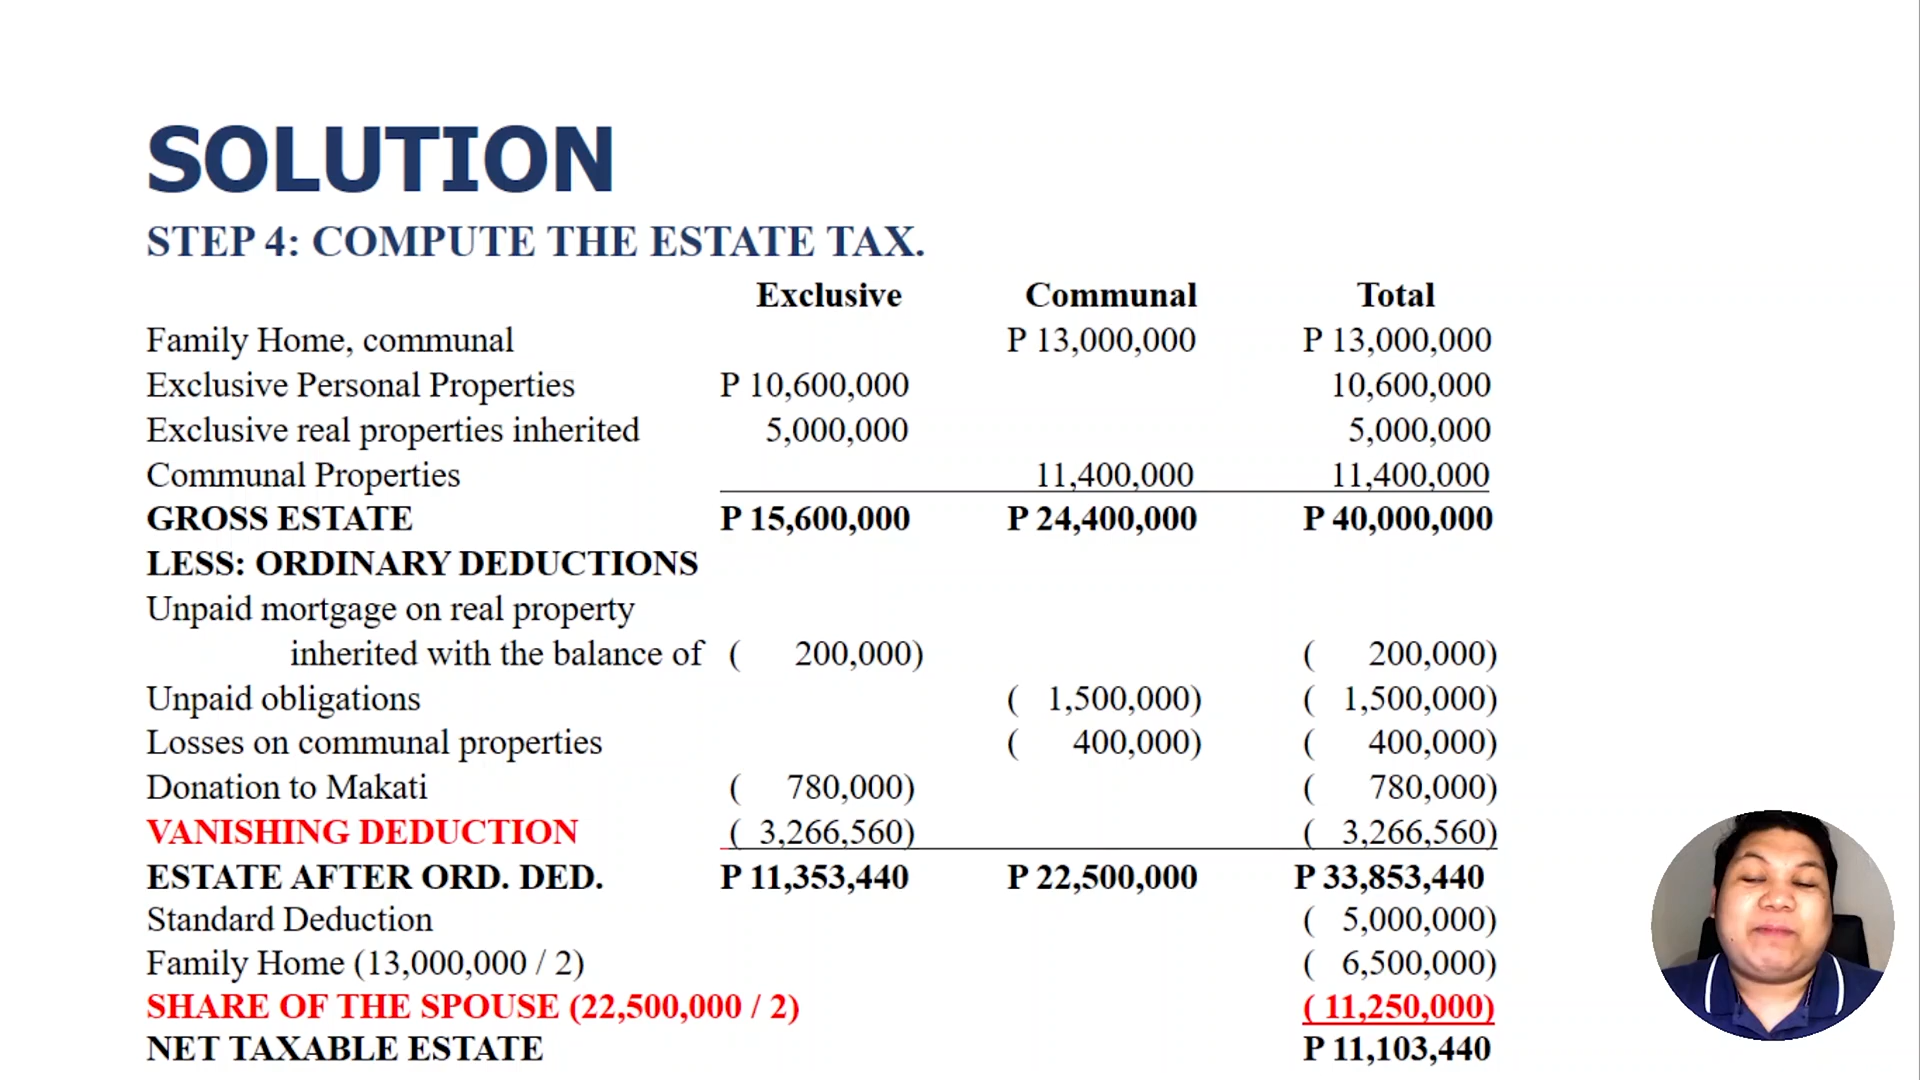 SOLUTION
STEP 4: COMPUTE THE ESTATE TAX.
Exclusive Communal Total
Family Home, communal P 13,000,000 P 13,000,000
Exclusive Personal Properties P 10,600,000 10,600,000
Exclusive real properties inherited 5,000,000 5,000,000
Communal Properties 11,400,000 11,400,000
GROSS ESTATE P 15,600,000 P 24,400,000 P 40,000,000
LESS: ORDINARY DEDUCTIONS
Unpaid mortgage on real property
inherited with the balance of ( 200,000) ( 200,000)
Unpaid obligations ( 1,500,000) ( 1,500,000)
Losses on communal properties ( 400,000) ( 400,000)
Donation to Makati ( 780,000) ( 780,000)
VANISHING DEDUCTION ( 3,266,560) ( 3,266,560)
ESTATE AFTER ORD. DED. P 11,353,440 P 22,500,000 P 33,853,440
Standard Deduction ( 5,000,000)
Family Home (13,000,000 / 2) ( 6,500,000)
SHARE OF THE SPOUSE (22,500,000 / 2) ( 11,250,000)
NET TAXABLE ESTATE P 11,103,440